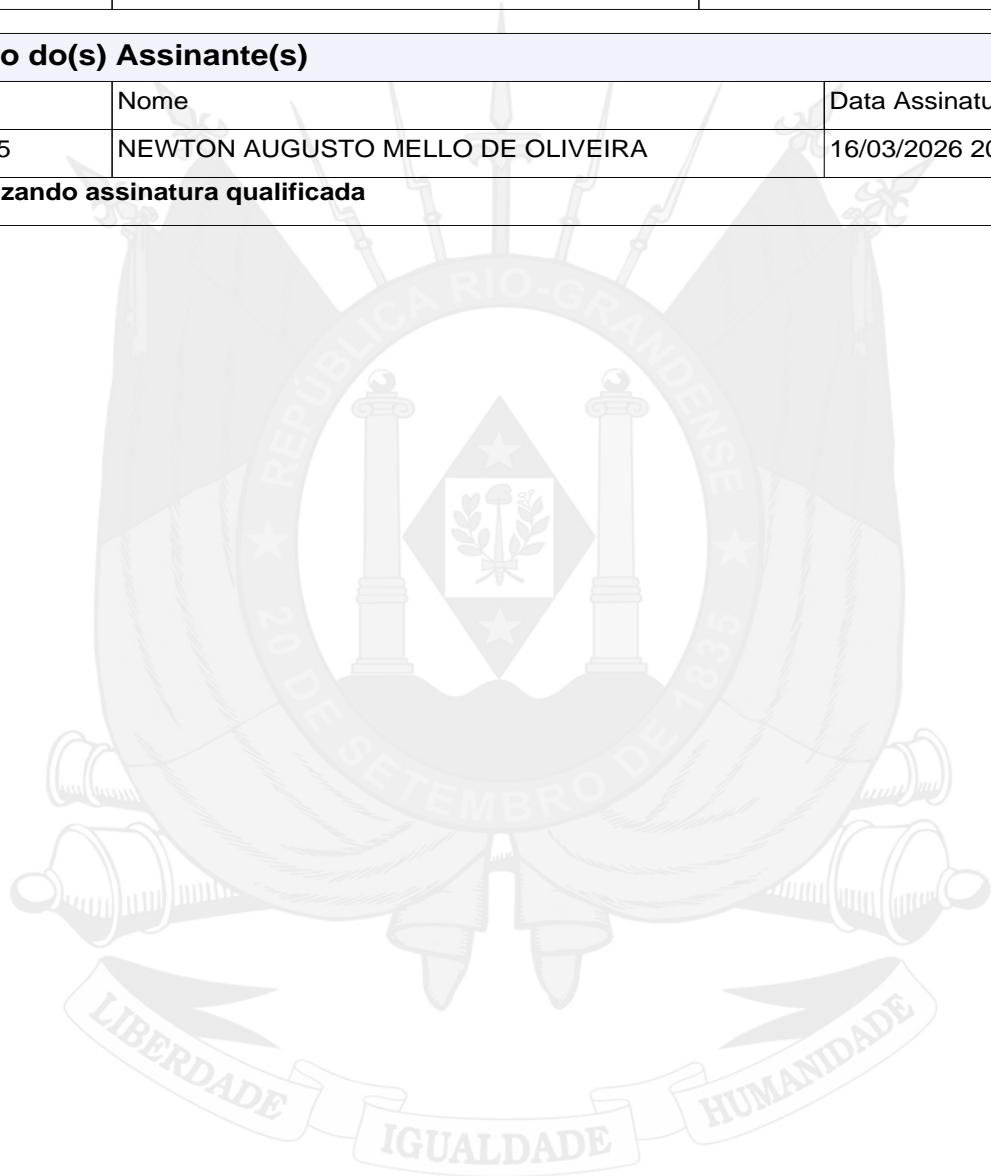 o do(s) Assinante(s)
Nome Data Assinatu
5 NEWTON AUGUSTO MELLO DE OLIVEIRA 16/03/2026 20
zando assinatura qualificada
REPÚBLICA RIO-GRANDENSE
20 DE SETEMBRO DE 1835
LIBERDADE IGUALDADE HUMANIDADE